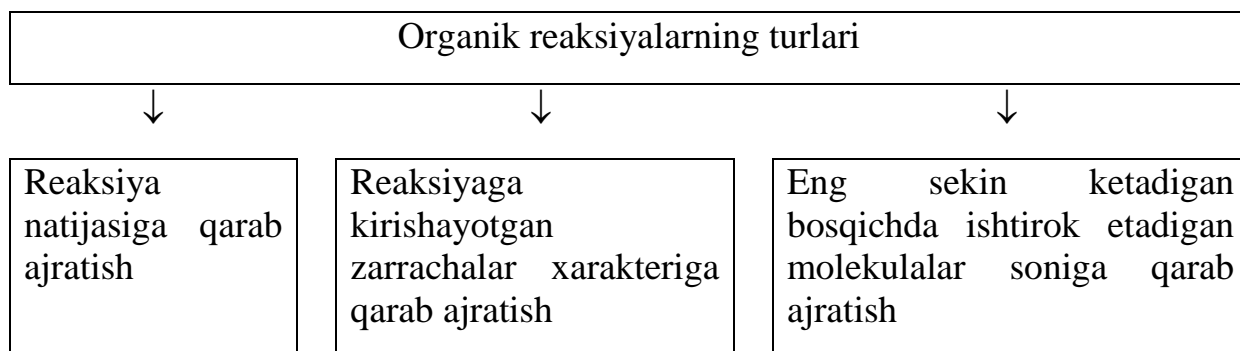 Organik reaksiyalarning turlari
↓ ↓ ↓
Reaksiya
natijasiga qarab
ajratish
Reaksiyaga
kirishayotgan
zarrachalar xarakteriga
qarab ajratish
Eng sekin ketadigan
bosqichda ishtirok etadigan
molekulalar soniga qarab
ajratish